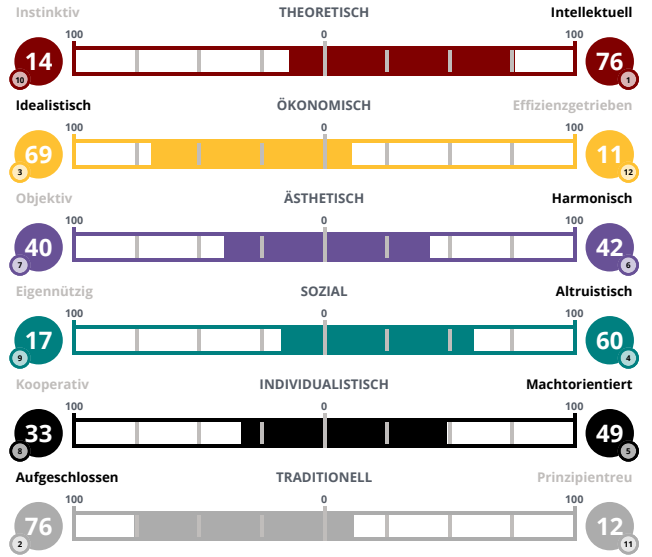 Instinktiv THEORETISCH Intellektuell
100 0 100
14 76
10 1
Idealistisch ÖKONOMISCH Effizienzgetrieben
100 0 100
69 11
3 12
Objektiv ÄSTHETISCH Harmonisch
100 0 100
40 42
7 6
Eigennützig SOZIAL Altruistisch
100 0 100
17 60
9 4
Kooperativ INDIVIDUALISTISCH Machtorientiert
100 0 100
33 49
8 5
Aufgeschlossen TRADITIONELL Prinzipientreu
100 0 100
76 12
2 11